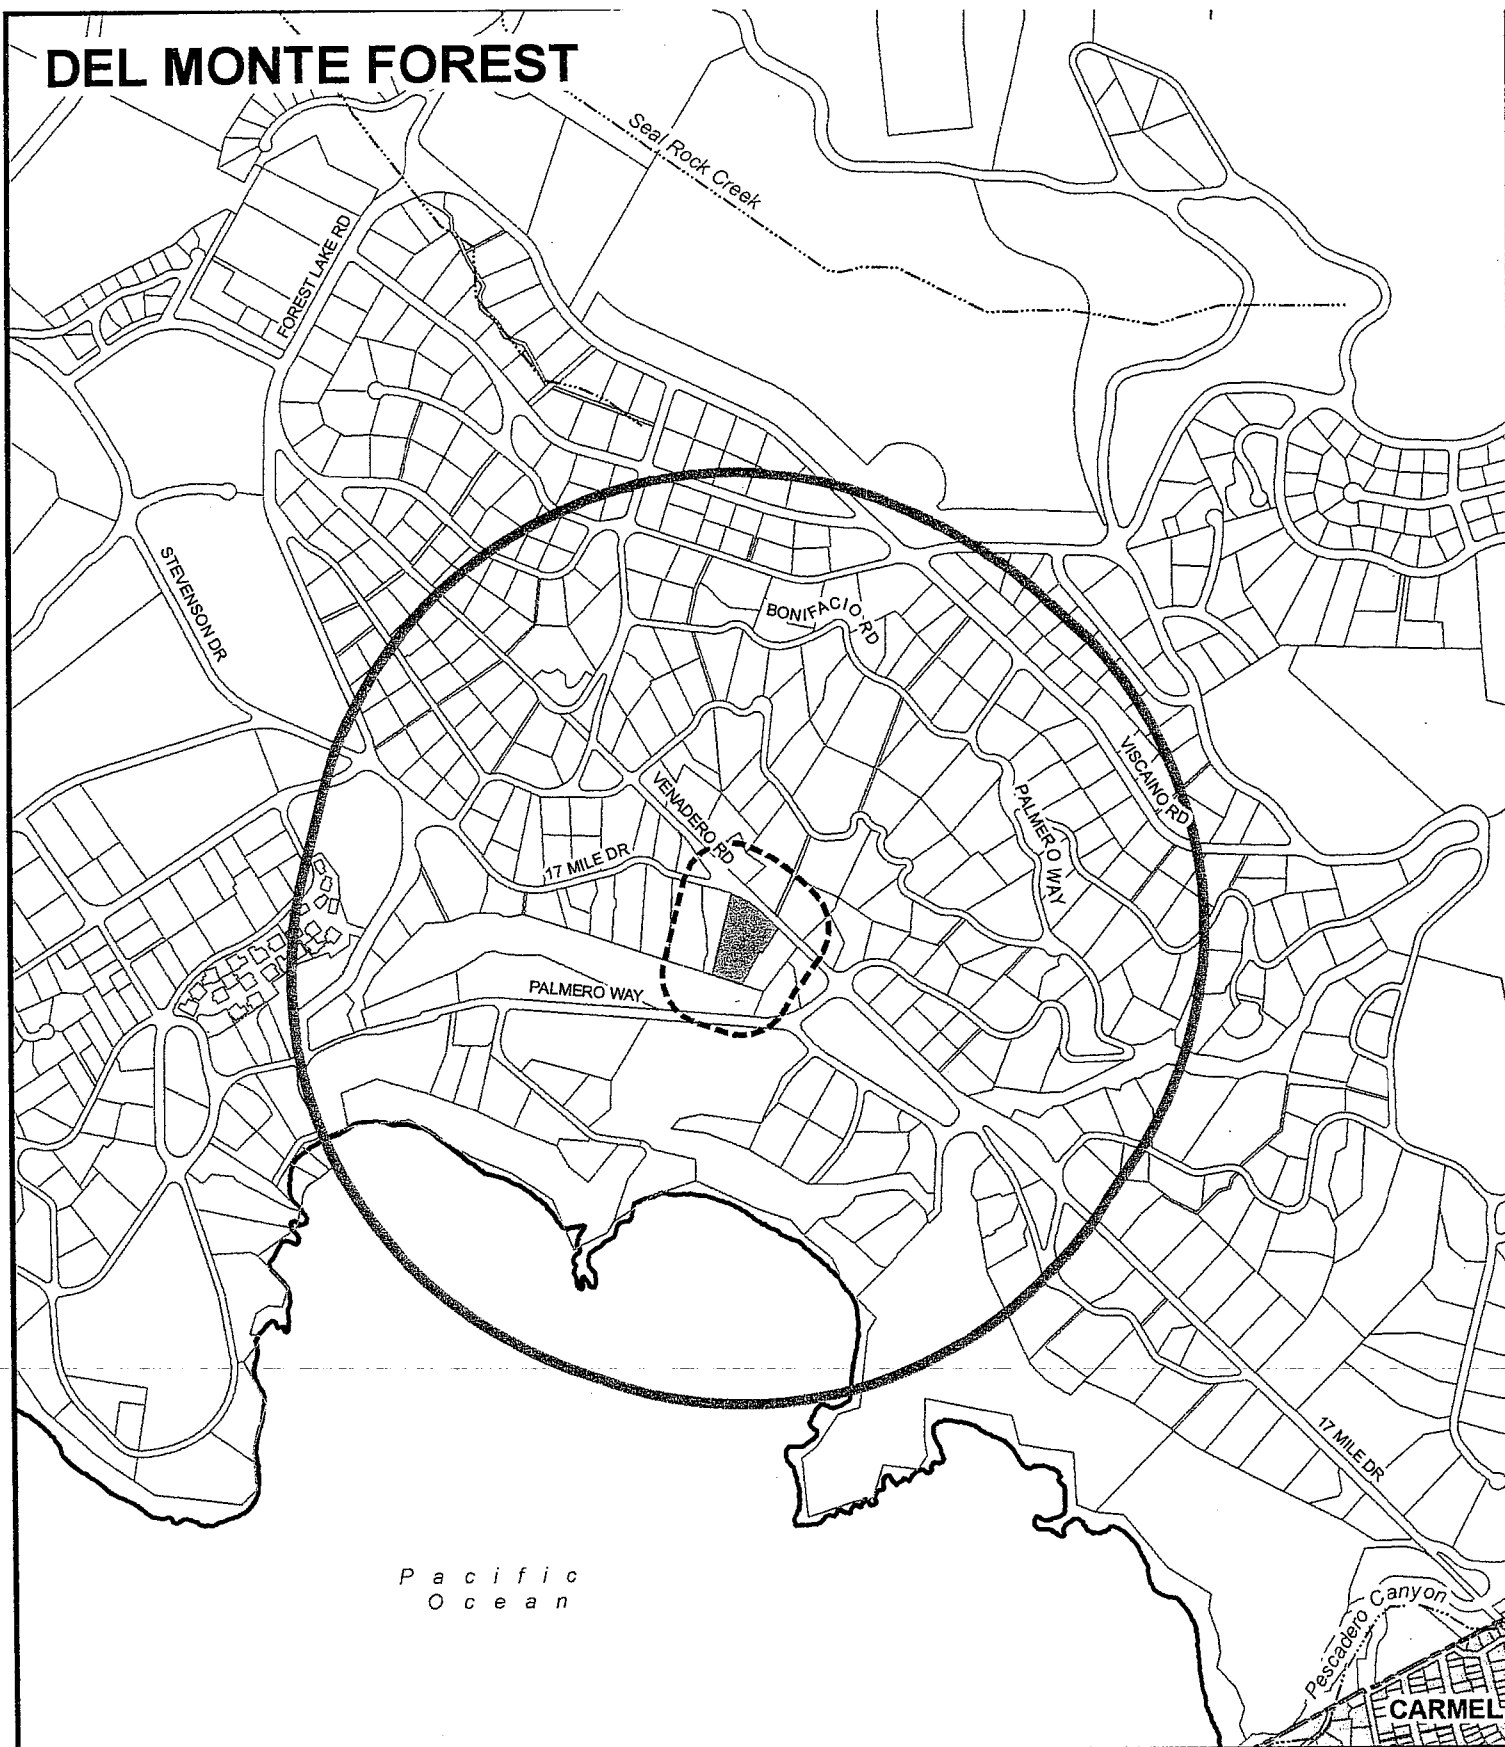 DEL MONTE FOREST
Seal Rock Creek
FOREST LAKE RD
STEVENSON DR
BONIFACIO RD
VISCAINO RD
VENADERO RD
PALMERO WAY
17 MILE DR
PALMERO WAY
17 MILE DR
Pacific
Ocean
Pescadero Canyon
CARMEL